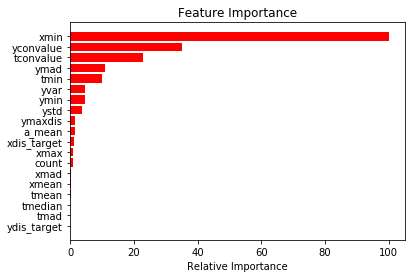 Feature Importance
xmin
yconvalue
tconvalue
ymad
tmin
yvar
ymin
ystd
ymaxdis
a_mean
xdis_target
xmax
count
xmad
xmean
tmean
tmedian
tmad
ydis_target
0 20 40 60 80 100
Relative Importance